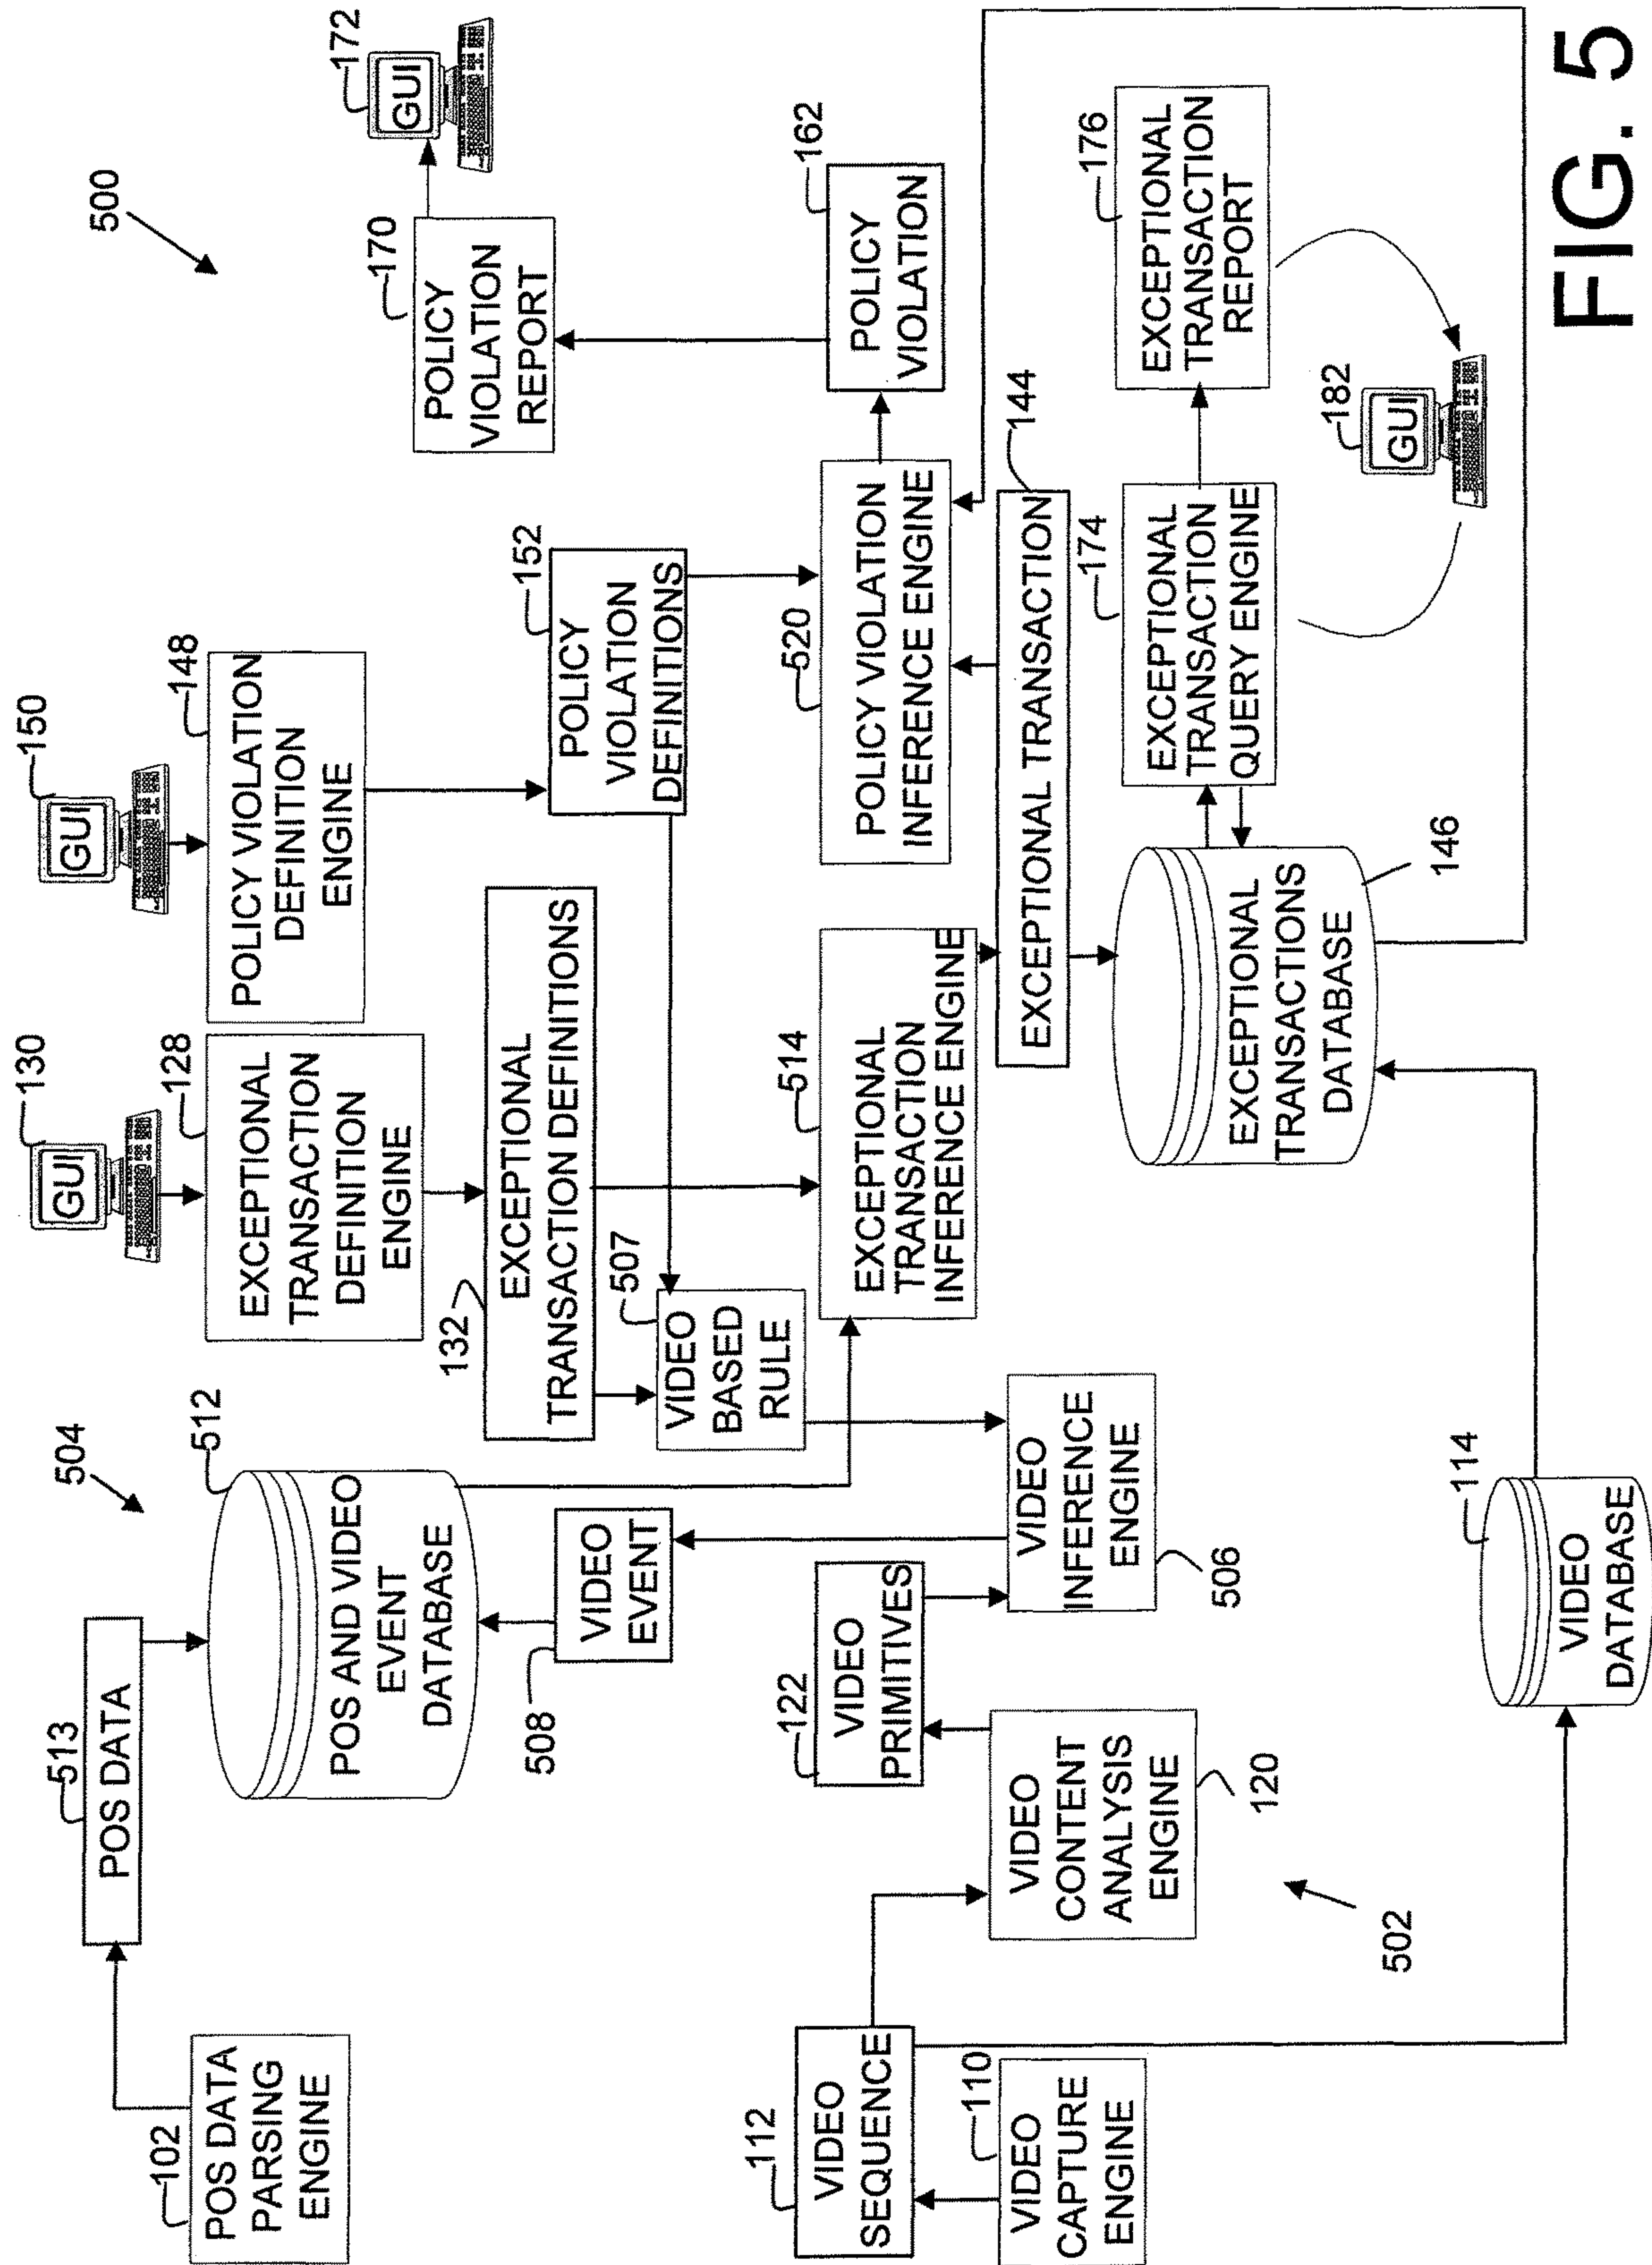 500
504
502
130
GUI
150
GUI
172
GUI
102
POS DATA
PARSING
ENGINE
513
POS DATA
512
POS AND VIDEO
EVENT
DATABASE
128
EXCEPTIONAL
TRANSACTION
DEFINITION
ENGINE
148
POLICY VIOLATION
DEFINITION
ENGINE
170
POLICY
VIOLATION
REPORT
132
EXCEPTIONAL
TRANSACTION DEFINITIONS
152
POLICY
VIOLATION
DEFINITIONS
508
VIDEO
EVENT
507
VIDEO
BASED
RULE
112
VIDEO
SEQUENCE
122
VIDEO
PRIMITIVES
514
EXCEPTIONAL
TRANSACTION
INFERENCE ENGINE
520
POLICY VIOLATION
INFERENCE ENGINE
162
POLICY
VIOLATION
110
VIDEO
CAPTURE
ENGINE
VIDEO
CONTENT
ANALYSIS
ENGINE
120
VIDEO
INFERENCE
ENGINE
506
144
EXCEPTIONAL TRANSACTION
EXCEPTIONAL
TRANSACTIONS
DATABASE
146
174
EXCEPTIONAL
TRANSACTION
QUERY ENGINE
176
EXCEPTIONAL
TRANSACTION
REPORT
182
GUI
114
VIDEO
DATABASE
FIG. 5